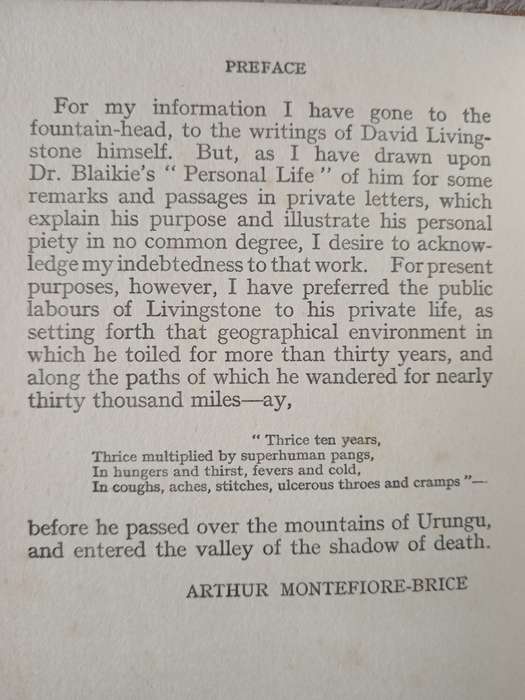 PREFACE
For my information I have gone to the
fountain-head, to the writings of David Living-
stone himself. But, as I have drawn upon
Dr. Blaikie's " Personal Life " of him for some
remarks and passages in private letters, which
explain his purpose and illustrate his personal
piety in no common degree, I desire to acknow-
ledge my indebtedness to that work. For present
purposes, however, I have preferred the public
labours of Livingstone to his private life, as
setting forth that geographical environment in
which he toiled for more than thirty years, and
along the paths of which he wandered for nearly
thirty thousand miles—ay,
" Thrice ten years,
Thrice multiplied by superhuman pangs,
In hungers and thirst, fevers and cold,
In coughs, aches, stitches, ulcerous throes and cramps "—
before he passed over the mountains of Urungu,
and entered the valley of the shadow of death.
ARTHUR MONTEFIORE-BRICE